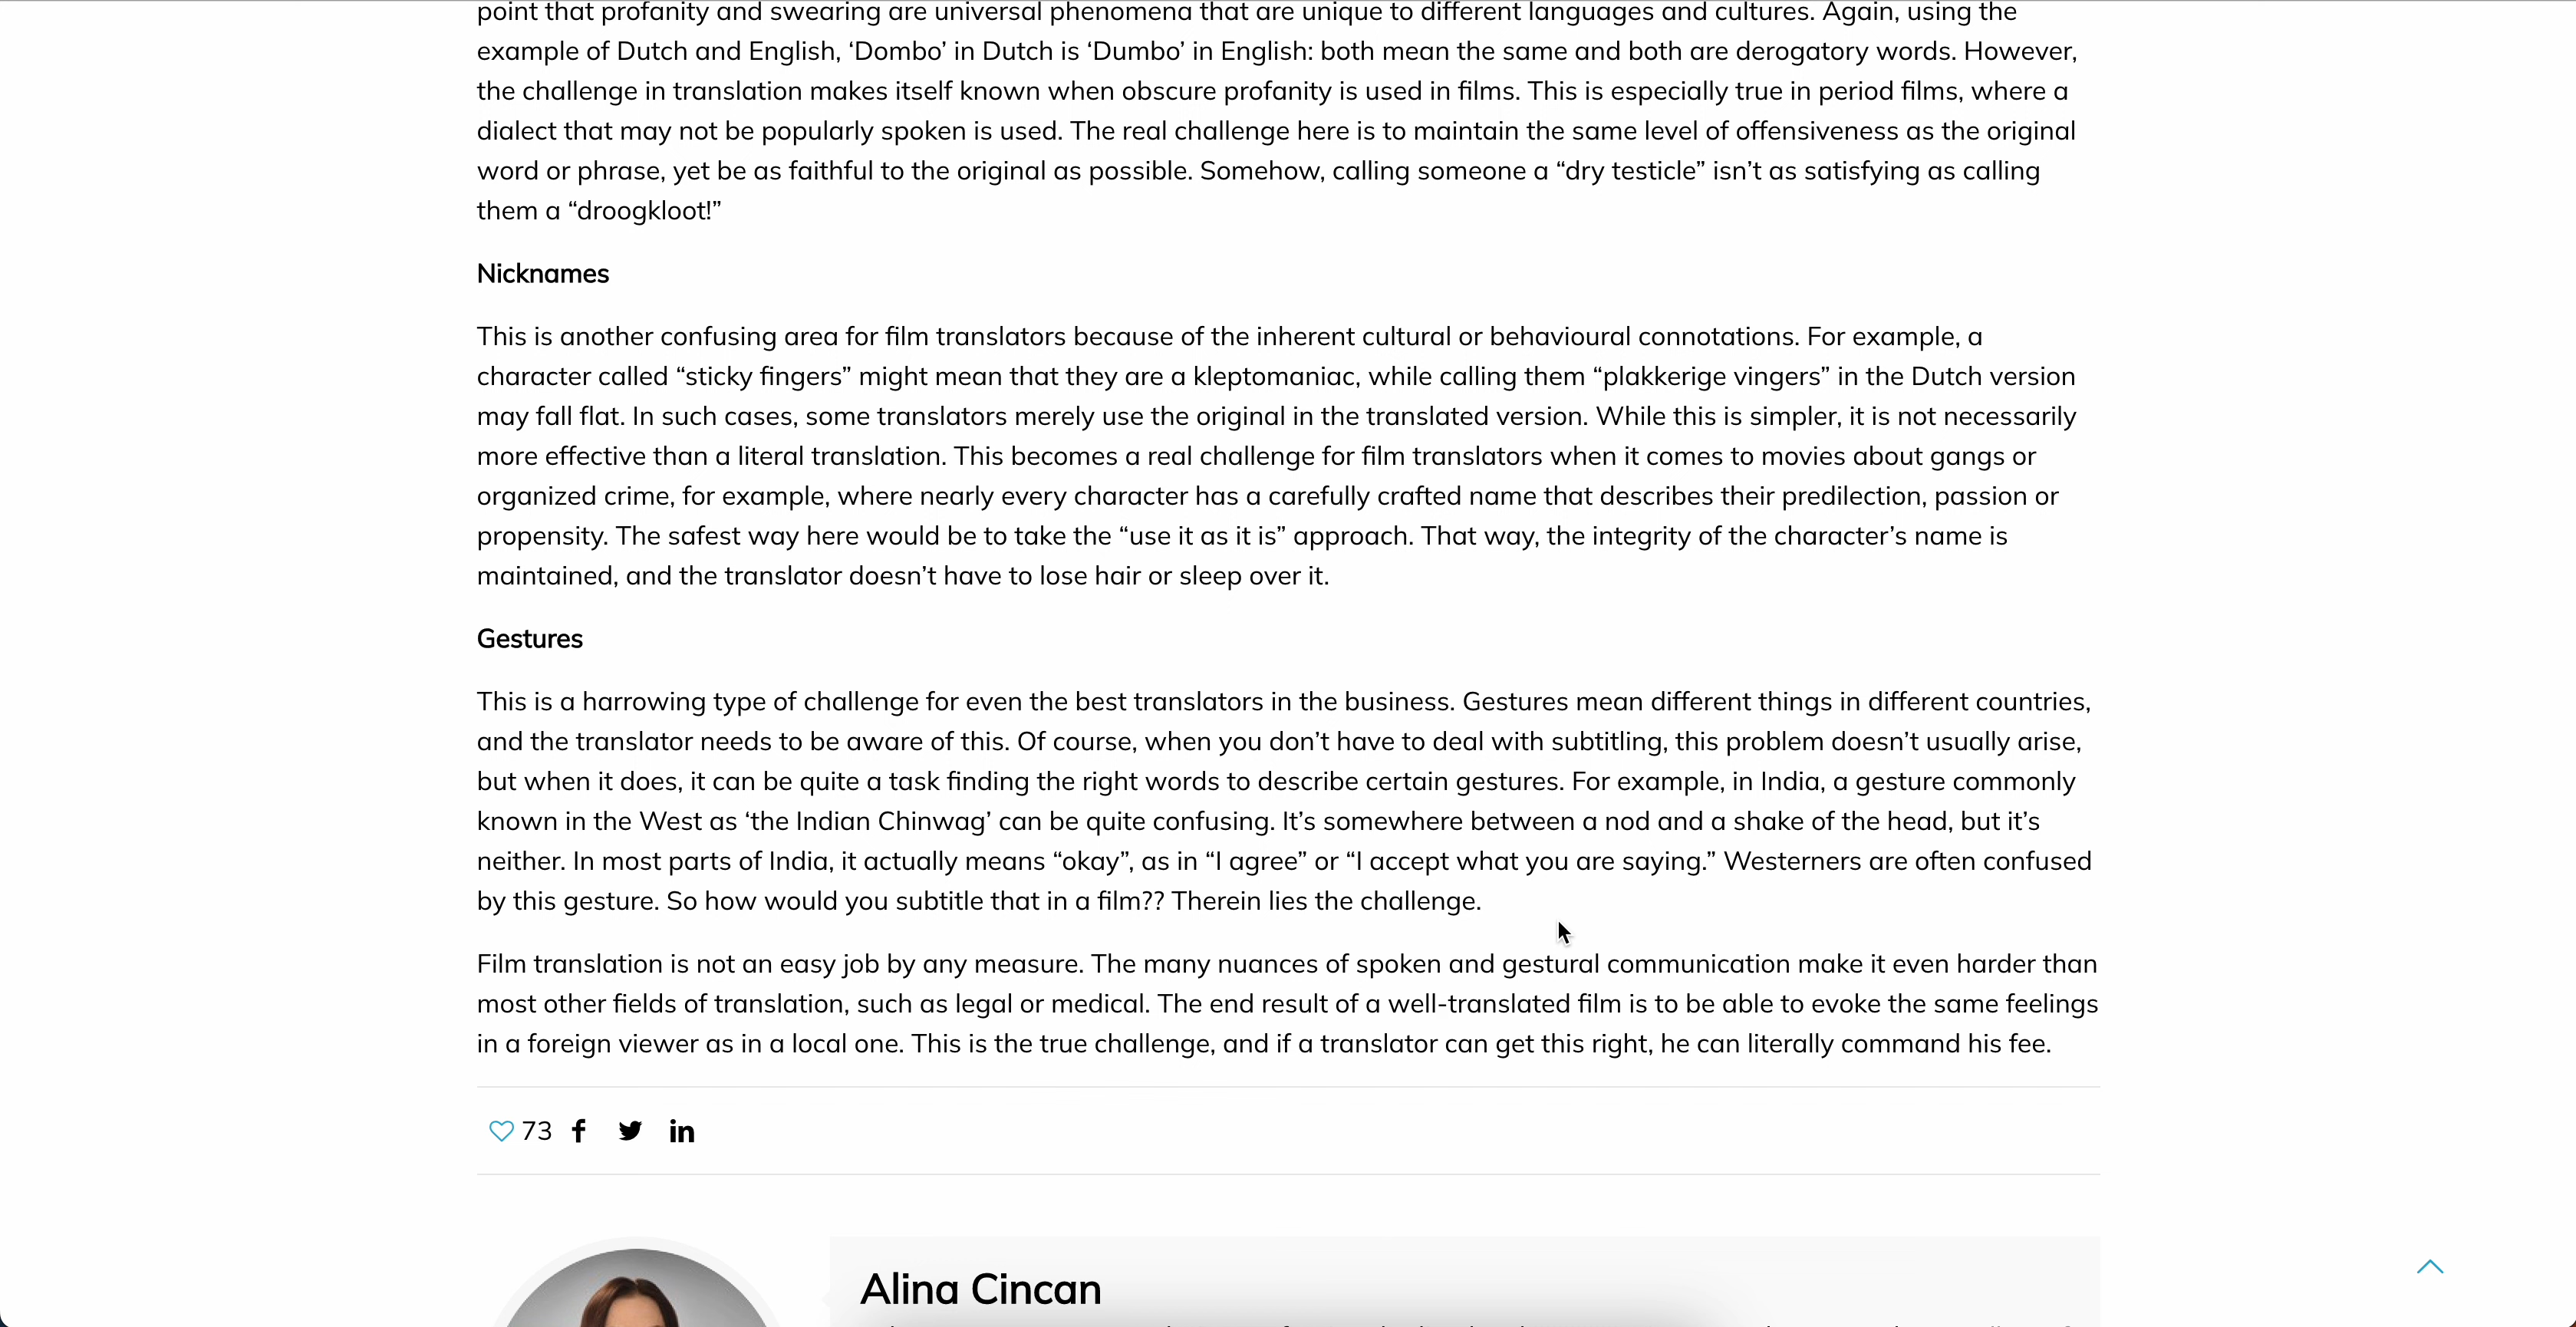 point that profanity and swearing are universal phenomena that are unique to different languages and cultures. Again, using the
example of Dutch and English, ‘Dombo’ in Dutch is ‘Dumbo’ in English: both mean the same and both are derogatory words. However,
the challenge in translation makes itself known when obscure profanity is used in films. This is especially true in period films, where a
dialect that may not be popularly spoken is used. The real challenge here is to maintain the same level of offensiveness as the original
word or phrase, yet be as faithful to the original as possible. Somehow, calling someone a “dry testicle” isn’t as satisfying as calling
them a “droogkloot!”
Nicknames
This is another confusing area for film translators because of the inherent cultural or behavioural connotations. For example, a
character called “sticky fingers” might mean that they are a kleptomaniac, while calling them “plakkerige vingers” in the Dutch version
may fall flat. In such cases, some translators merely use the original in the translated version. While this is simpler, it is not necessarily
more effective than a literal translation. This becomes a real challenge for film translators when it comes to movies about gangs or
organized crime, for example, where nearly every character has a carefully crafted name that describes their predilection, passion or
propensity. The safest way here would be to take the “use it as it is” approach. That way, the integrity of the character’s name is
maintained, and the translator doesn’t have to lose hair or sleep over it.
Gestures
This is a harrowing type of challenge for even the best translators in the business. Gestures mean different things in different countries,
and the translator needs to be aware of this. Of course, when you don’t have to deal with subtitling, this problem doesn’t usually arise,
but when it does, it can be quite a task finding the right words to describe certain gestures. For example, in India, a gesture commonly
known in the West as ‘the Indian Chinwag’ can be quite confusing. It’s somewhere between a nod and a shake of the head, but it’s
neither. In most parts of India, it actually means “okay”, as in “I agree” or “I accept what you are saying.” Westerners are often confused
by this gesture. So how would you subtitle that in a film?? Therein lies the challenge.
Film translation is not an easy job by any measure. The many nuances of spoken and gestural communication make it even harder than
most other fields of translation, such as legal or medical. The end result of a well-translated film is to be able to evoke the same feelings
in a foreign viewer as in a local one. This is the true challenge, and if a translator can get this right, he can literally command his fee.
73
Alina Cincan